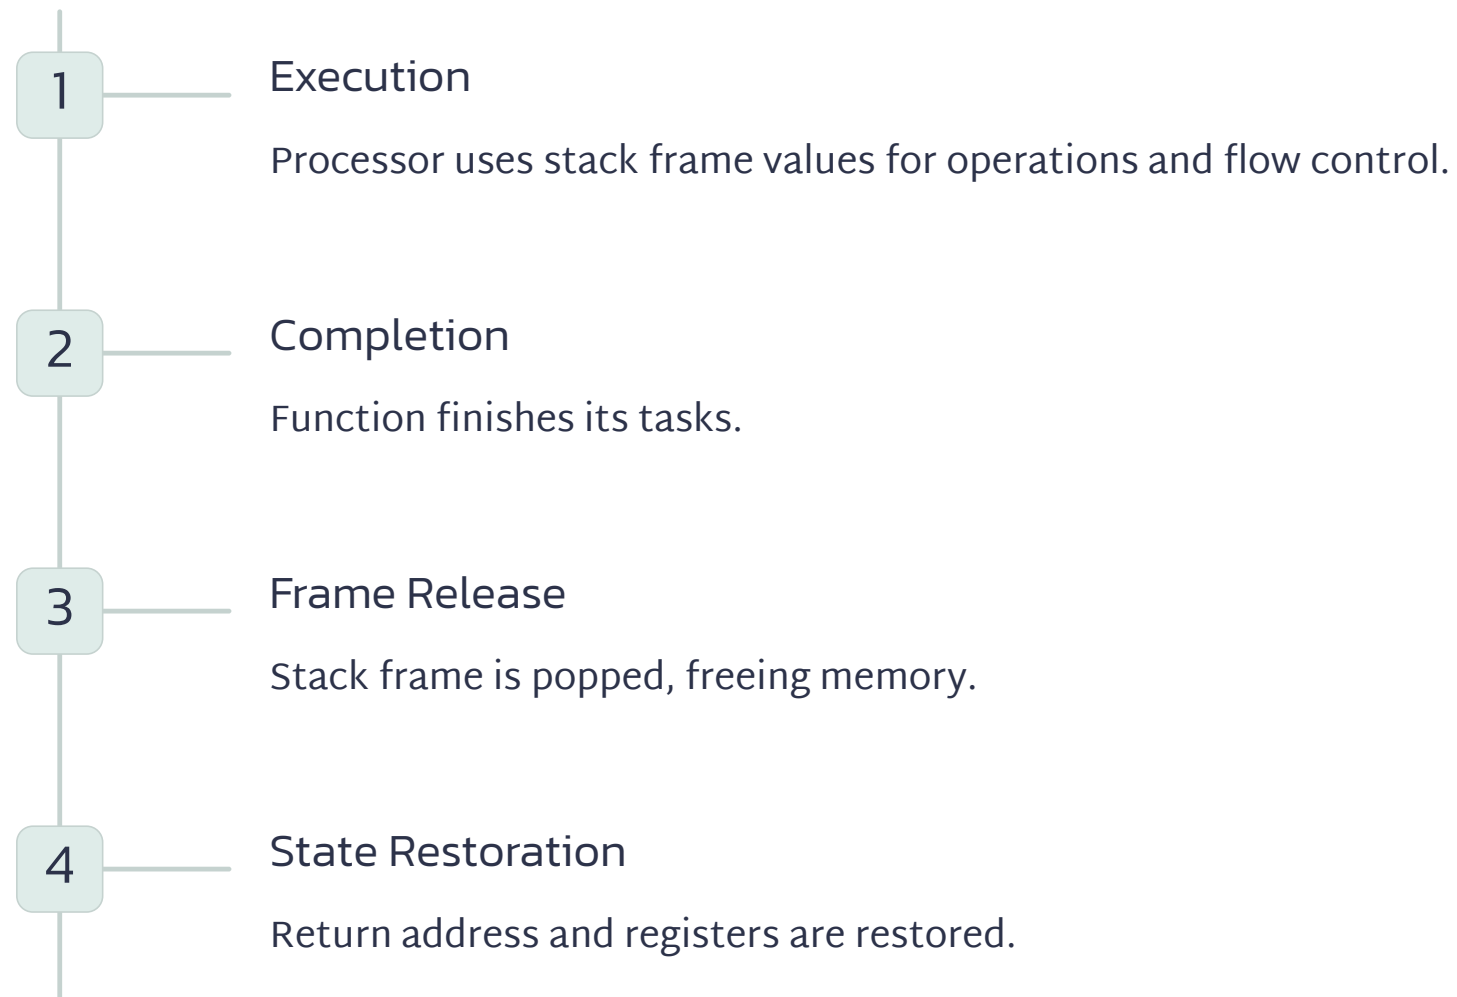 1
Execution
Processor uses stack frame values for operations and flow control.
2
Completion
Function finishes its tasks.
3
Frame Release
Stack frame is popped, freeing memory.
4
State Restoration
Return address and registers are restored.